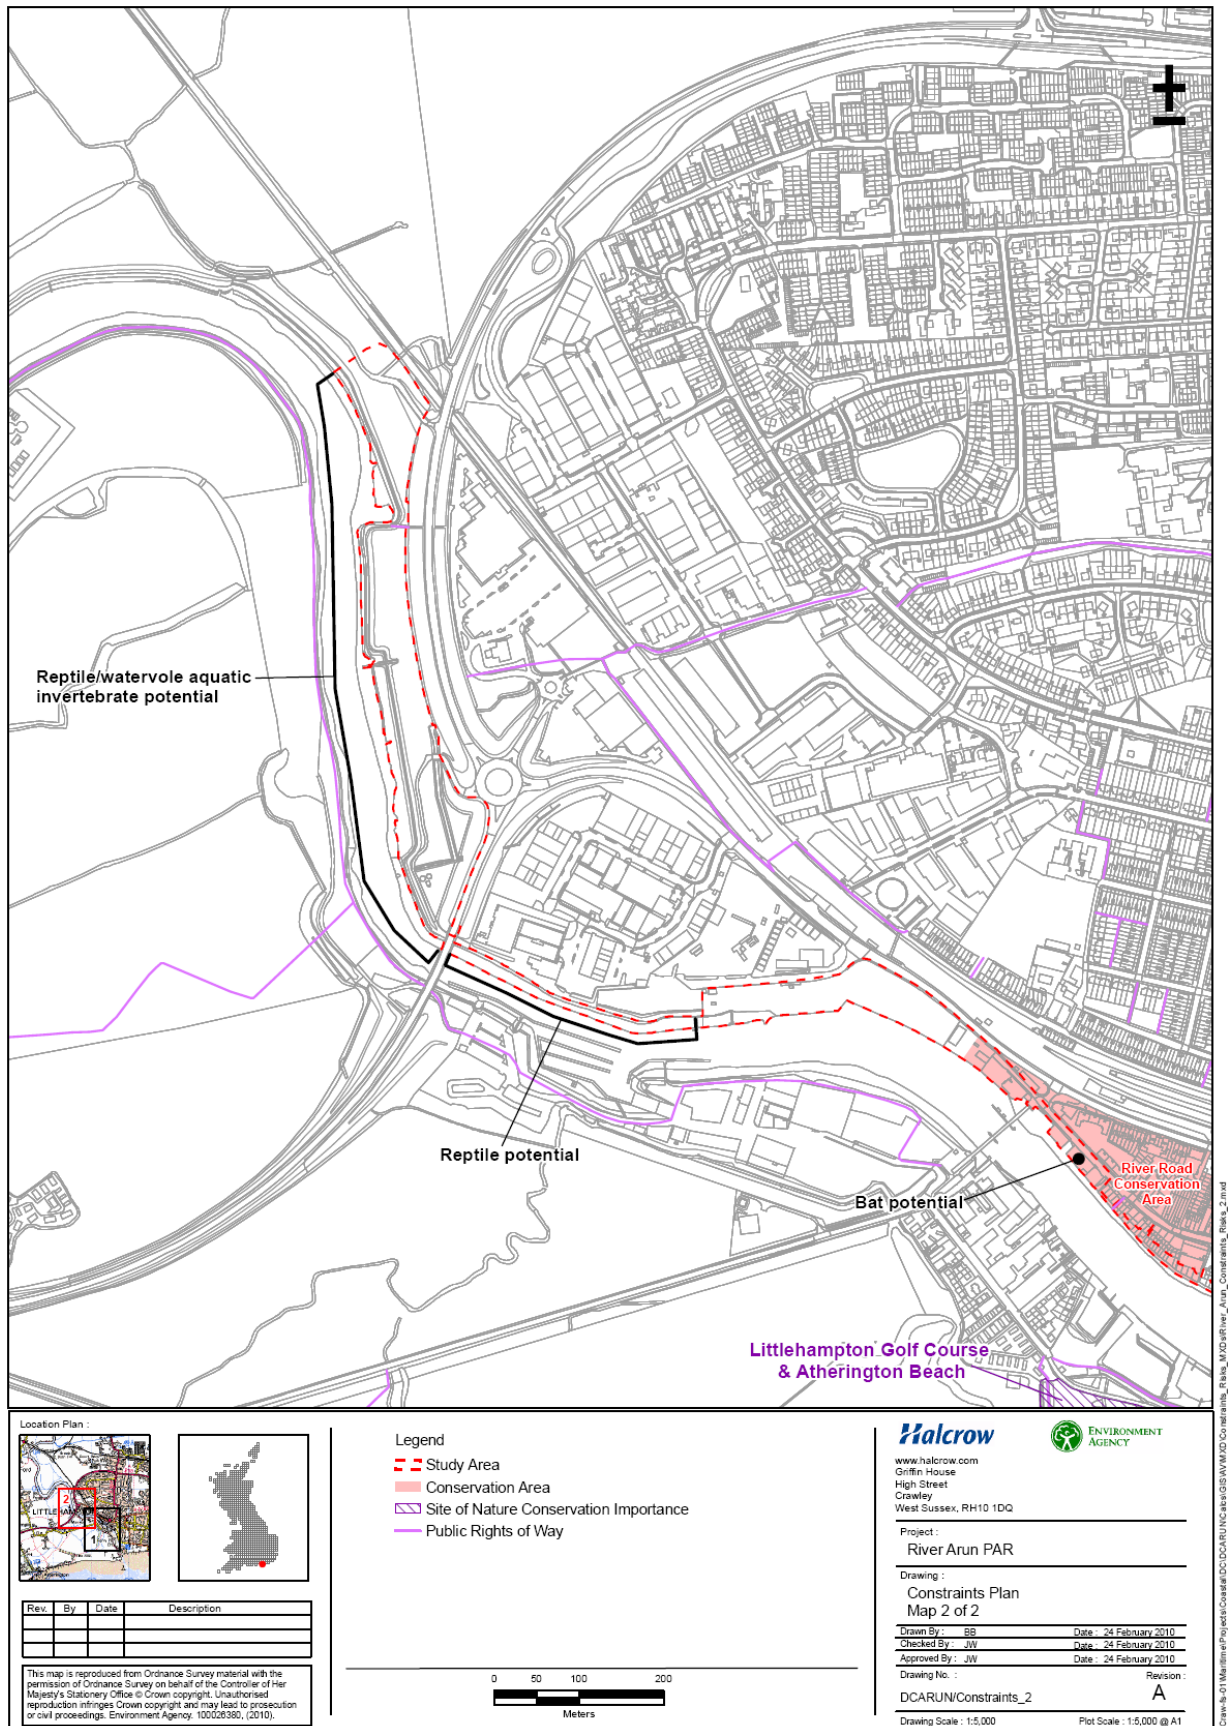 Reptile/watervole aquatic
invertebrate potential
Reptile potential
Bat potential
River Road
Conservation
Area
Littlehampton Golf Course
& Atherington Beach
Location Plan :
2
1
Rev. By Date Description
This map is reproduced from Ordnance Survey material with the
permission of Ordnance Survey on behalf of the Controller of Her
Majesty's Stationery Office © Crown copyright. Unauthorised
reproduction infringes Crown copyright and may lead to prosecution
or civil proceedings. Environment Agency. 100026380, (2010).
Legend
Study Area
Conservation Area
Site of Nature Conservation Importance
Public Rights of Way
0 50 100 200
Meters
Halcrow
ENVIRONMENT
AGENCY
www.halcrow.com
Griffin House
High Street
Crawley
West Sussex, RH10 1DQ
Project :
River Arun PAR
Drawing :
Constraints Plan
Map 2 of 2
Drawn By : BB Date : 24 February 2010
Checked By : JW Date : 24 February 2010
Approved By : JW Date : 24 February 2010
Drawing No. : Revision :
DCARUN/Constraints_2 A
Drawing Scale : 1:5,000 Plot Scale : 1:5,000 @ A1